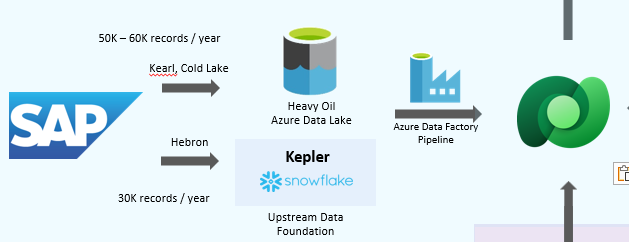 50K – 60K records / year
Kearl, Cold Lake
SAP
Hebron
30K records / year
Heavy Oil
Azure Data Lake
Kepler
snowflake
Upstream Data
Foundation
Azure Data Factory
Pipeline